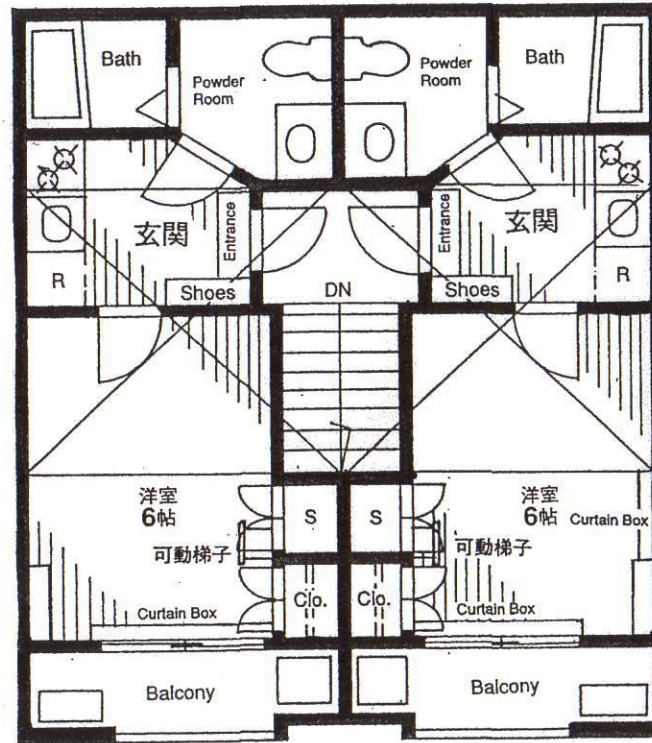 Bath
Powder
Room
Powder
Room
Bath
玄関
Entrance
Entrance
玄関
R
Shoes
DN
Shoes
R
洋室
6帖
S
S
洋室
6帖
Curtain Box
可動梯子
可動梯子
Clo.
Clo.
Curtain Box
Curtain Box
Balcony
Balcony